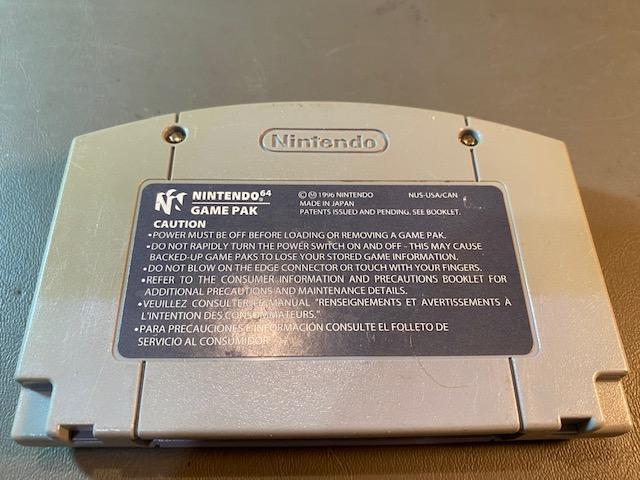 Nintendo
NINTENDO 64 ®
GAME PAK
© Ⓜ 1996 NINTENDO NUS-USA/CAN
MADE IN JAPAN
PATENTS ISSUED AND PENDING. SEE BOOKLET.
CAUTION
•POWER MUST BE OFF BEFORE LOADING OR REMOVING A GAME PAK.
•DO NOT RAPIDLY TURN THE POWER SWITCH ON AND OFF - THIS MAY CAUSE
BACKED-UP GAME PAKS TO LOSE YOUR STORED GAME INFORMATION.
•DO NOT BLOW ON THE EDGE CONNECTOR OR TOUCH WITH YOUR FINGERS.
•REFER TO THE CONSUMER INFORMATION AND PRECAUTIONS BOOKLET FOR
ADDITIONAL PRECAUTIONS AND MAINTENANCE DETAILS.
•VEUILLEZ CONSULTER LE MANUAL "RENSEIGNEMENTS ET AVERTISSEMENTS À
L'INTENTION DES CONSOMMATEURS."
•PARA PRECAUCIONES E INFORMACIÓN CONSULTE EL FOLLETO DE
SERVICIO AL CONSUMIDOR